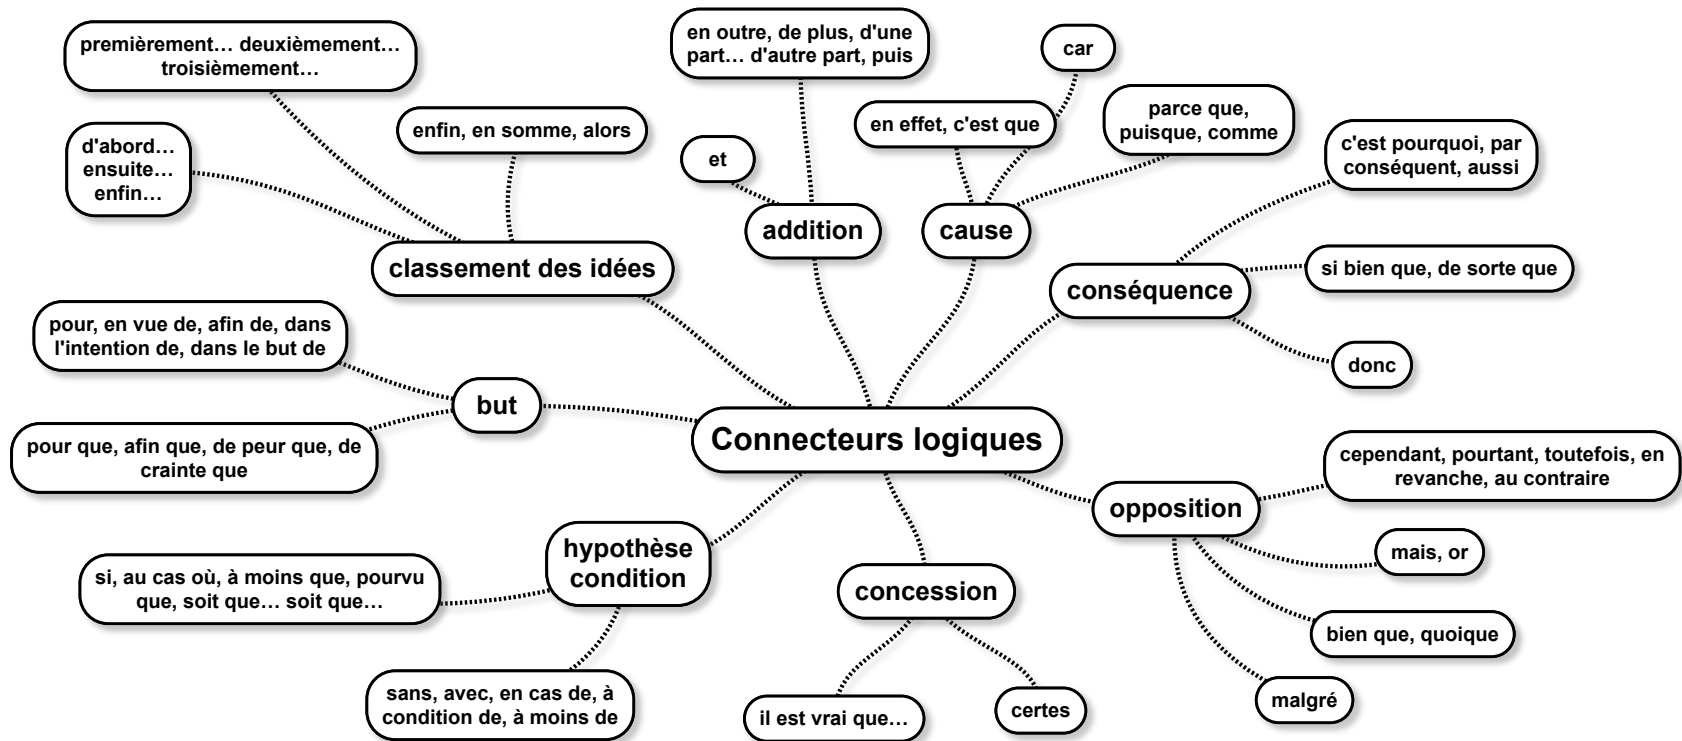 premièrement… deuxièmement…
troisièmement…
en outre, de plus, d'une
part… d'autre part, puis
car
d'abord…
ensuite…
enfin…
enfin, en somme, alors
et
en effet, c'est que
parce que,
puisque, comme
c'est pourquoi, par
conséquent, aussi
classement des idées
addition
cause
conséquence
si bien que, de sorte que
donc
pour, en vue de, afin de, dans
l'intention de, dans le but de
but
pour que, afin que, de peur que, de
crainte que
Connecteurs logiques
cependant, pourtant, toutefois, en
revanche, au contraire
opposition
mais, or
bien que, quoique
malgré
hypothèse
condition
si, au cas où, à moins que, pourvu
que, soit que… soit que…
sans, avec, en cas de, à
condition de, à moins de
concession
il est vrai que…
certes